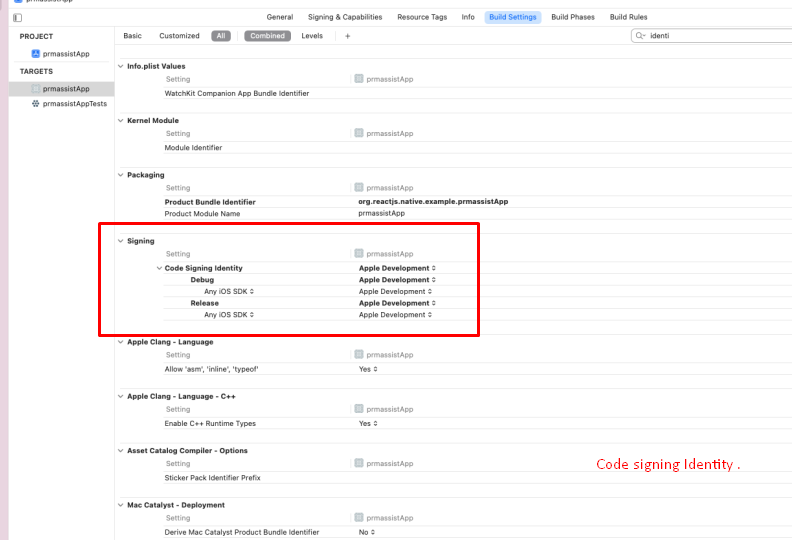 prmassistApp
General Signing & Capabilities Resource Tags Info Build Settings Build Phases Build Rules
PROJECT
prmassistApp
TARGETS
prmassistApp
prmassistAppTests
Basic Customized All Combined Levels + identi
Info.plist Values
Setting prmassistApp
WatchKit Companion App Bundle Identifier
Kernel Module
Setting prmassistApp
Module Identifier
Packaging
Setting prmassistApp
Product Bundle Identifier org.reactjs.native.example.prmassistApp
Product Module Name prmassistApp
Signing
Setting prmassistApp
Code Signing Identity Apple Development
Debug Apple Development
Any iOS SDK Apple Development
Release Apple Development
Any iOS SDK Apple Development
Apple Clang - Language
Setting prmassistApp
Allow 'asm', 'inline', 'typeof' Yes
Apple Clang - Language - C++
Setting prmassistApp
Enable C++ Runtime Types Yes
Asset Catalog Compiler - Options
Setting prmassistApp
Sticker Pack Identifier Prefix
Code signing Identity .
Mac Catalyst - Deployment
Setting prmassistApp
Derive Mac Catalyst Product Bundle Identifier No